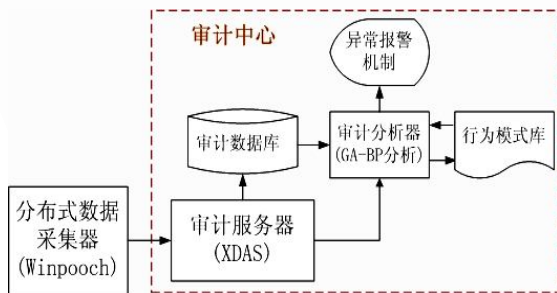 审计中心
异常报警
机制
审计数据库
审计分析器
(GA-BP分析)
行为模式库
分布式数据
采集器
(Winpooch)
审计服务器
(XDAS)